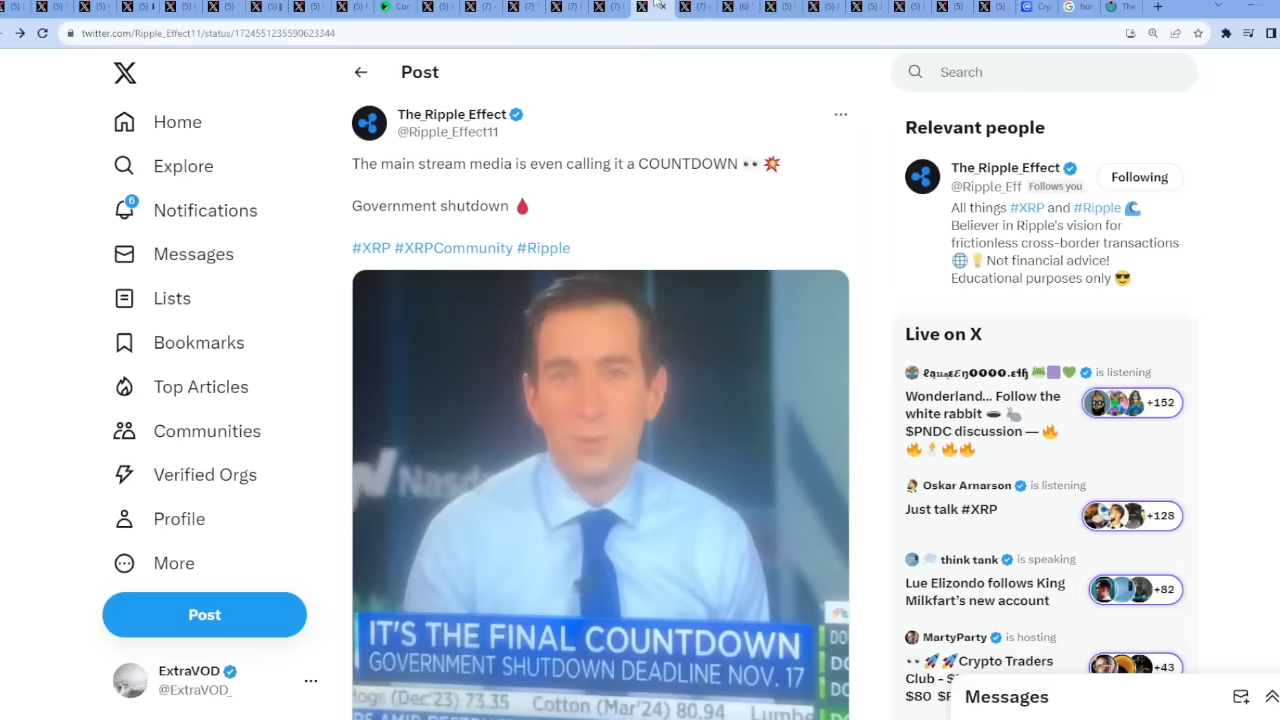 twitter.com/Ripple_Effect11/status/1724551235590623344
Home
Explore
6
Notifications
Messages
Lists
Bookmarks
Top Articles
Communities
Verified Orgs
Profile
More
Post
ExtraVOD
@ExtraVOD_
Post
The_Ripple_Effect
@Ripple_Effect11
The main stream media is even calling it a COUNTDOWN 👀 💥
Government shutdown 🩸
#XRP #XRPCommunity #Ripple
Nasd
IT'S THE FINAL COUNTDOWN
GOVERNMENT SHUTDOWN DEADLINE NOV. 17
Hogs (Dec'23) 73.35 Cotton (Mar'24) 80.94 Lumbe
Search
Relevant people
The_Ripple_Effect
@Ripple_Eff Follows you
Following
All things #XRP and #Ripple 🌊
Believer in Ripple's vision for
frictionless cross-border transactions
🌐💡Not financial advice!
Educational purposes only 😎
Live on X
is listening
Wonderland... Follow the
white rabbit 🕳️ 🐇
$PNDC discussion — 🔥
🔥🕯️🔥🔥
+152
Oskar Arnarson is listening
Just talk #XRP
+128
think tank is speaking
Lue Elizondo follows King
Milkfart's new account
+82
MartyParty is hosting
👀🚀🚀Crypto Traders
Club -
$80
+43
Messages